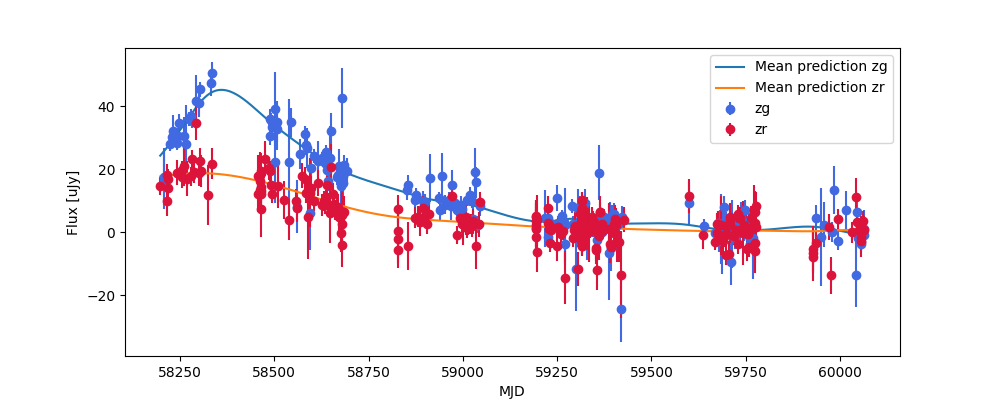 Mean prediction zg
Mean prediction zr
zg
zr
Flux [uJy]
40
20
0
−20
58250 58500 58750 59000 59250 59500 59750 60000
MJD